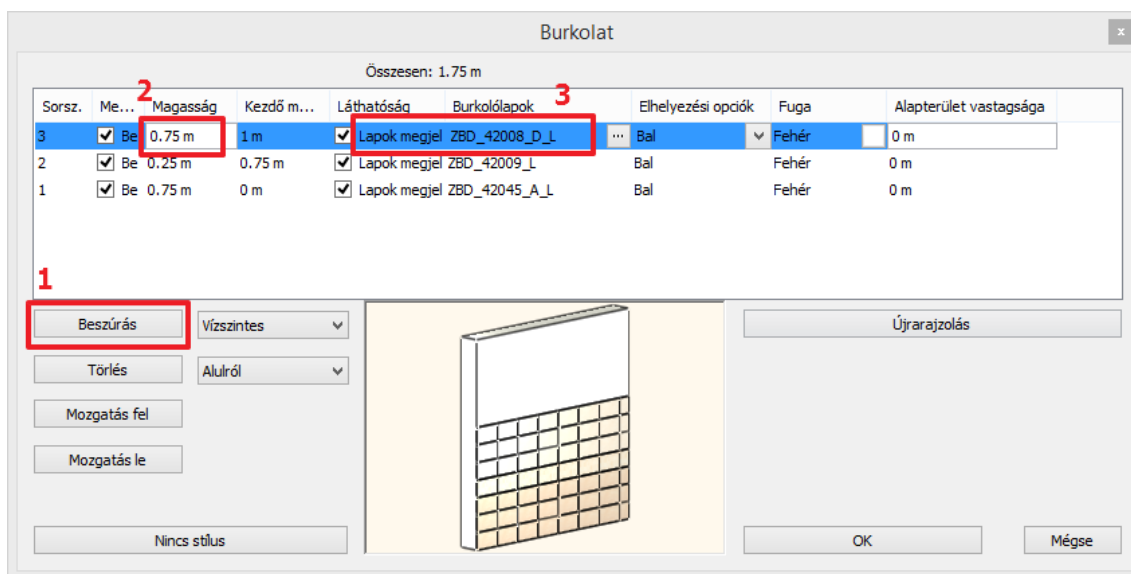 Burkolat
x
Összesen: 1.75 m
Sorsz. Me... 2 Magasság Kezdő m... Láthatóság Burkolólapok 3 Elhelyezési opciók Fuga Alapterület vastagsága
3 Be 0.75 m 1 m Lapok megjel ZBD_42008_D_L ... Bal Fehér 0 m
2 Be 0.25 m 0.75 m Lapok megjel ZBD_42009_L Bal Fehér 0 m
1 Be 0.75 m 0 m Lapok megjel ZBD_42045_A_L Bal Fehér 0 m
1
Beszúrás Vízszintes Újrarajzolás
Törlés Alulról
Mozgatás fel
Mozgatás le
Nincs stílus OK Mégse